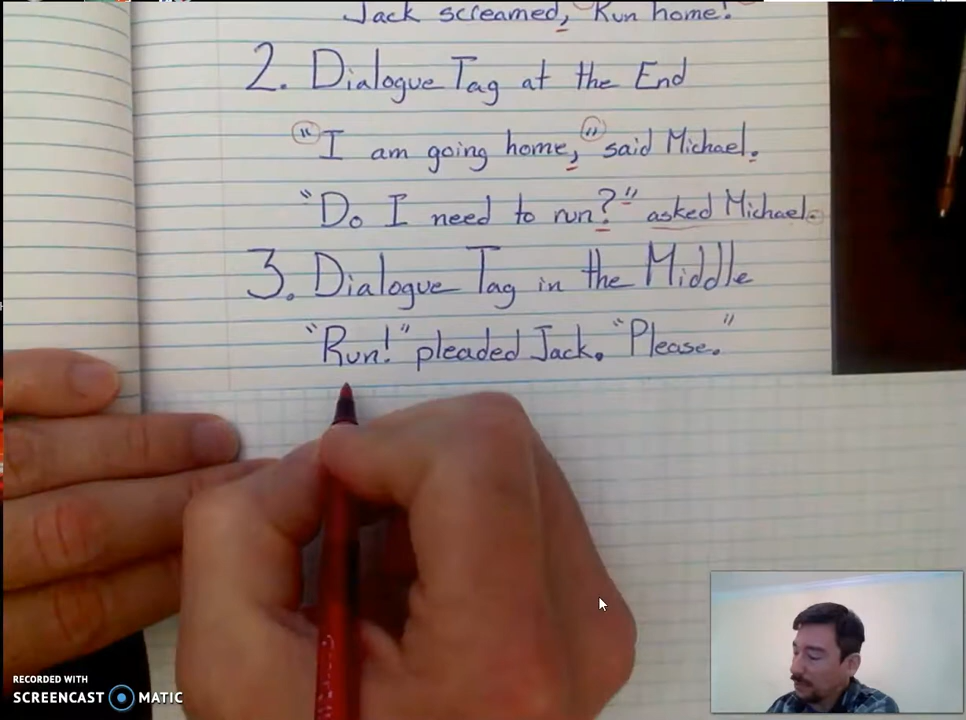 Jack screamed, "Run home!"
2. Dialogue Tag at the End
"I am going home," said Michael.
"Do I need to run?" asked Michael.
3. Dialogue Tag in the Middle
"Run!" pleaded Jack. "Please."
RECORDED WITH
SCREENCAST MATIC